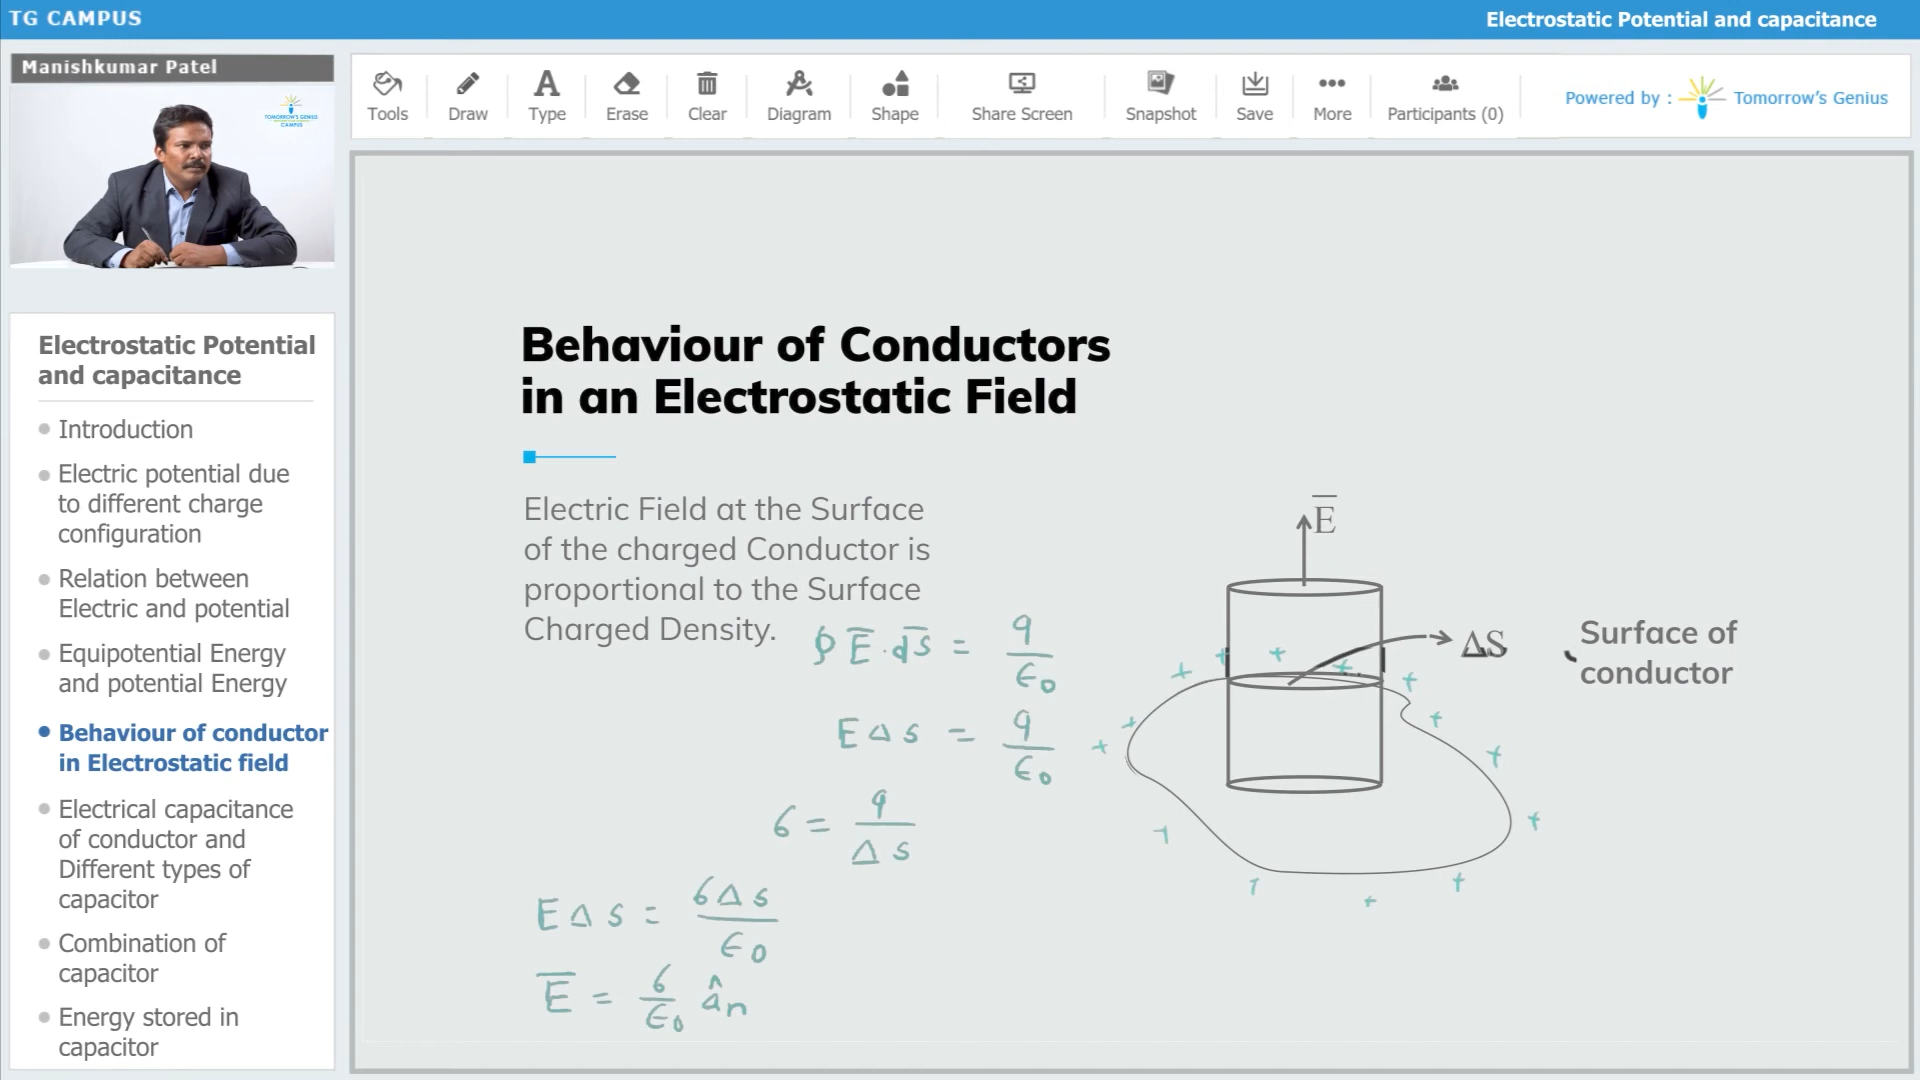 TG CAMPUS
Electrostatic Potential and capacitance
Manishkumar Patel
TOMORROW'S GENIUS
CAMPUS
Tools
Draw
Type
Erase
Clear
Diagram
Shape
Share Screen
Snapshot
Save
More
Participants (0)
Powered by :
Tomorrow's Genius
Electrostatic Potential
and capacitance
Introduction
Electric potential due
to different charge
configuration
Relation between
Electric and potential
Equipotential Energy
and potential Energy
Behaviour of conductor
in Electrostatic field
Electrical capacitance
of conductor and
Different types of
capacitor
Combination of
capacitor
Energy stored in
capacitor
Behaviour of Conductors
in an Electrostatic Field
Electric Field at the Surface
of the charged Conductor is
proportional to the Surface
Charged Density.
∮ E̅ · d̅s̅ = q/ε₀
E Δ s = q/ε₀
σ = q/Δs
E Δ s = σΔs/ε₀
E̅ = σ/ε₀ âₙ
E̅
ΔS
Surface of
conductor